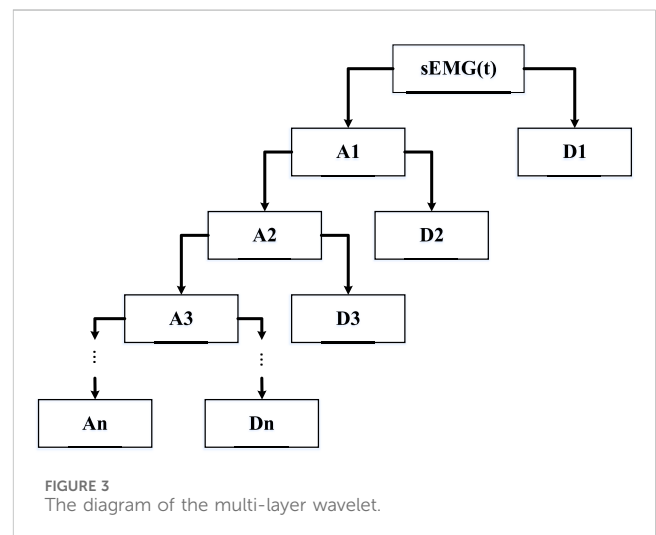 sEMG(t)
A1
D1
A2
D2
A3
D3
⋮
⋮
An
Dn
FIGURE 3
The diagram of the multi-layer wavelet.